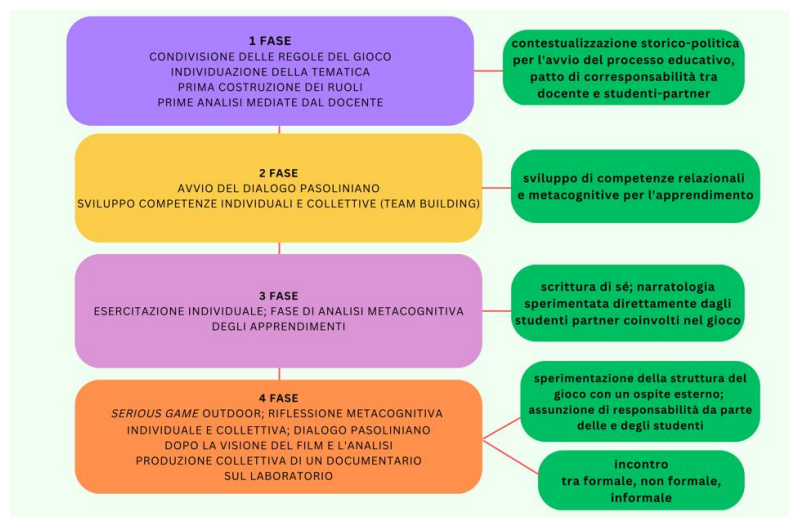 1 FASE
CONDIVISIONE DELLE REGOLE DEL GIOCO
INDIVIDUAZIONE DELLA TEMATICA
PRIMA COSTRUZIONE DEI RUOLI
PRIME ANALISI MEDIATE DAL DOCENTE
contestualizzazione storico-politica
per l'avvio del processo educativo,
patto di corresponsabilità tra
docente e studenti-partner
2 FASE
AVVIO DEL DIALOGO PASOLINIANO
SVILUPPO COMPETENZE INDIVIDUALI E COLLETTIVE (TEAM BUILDING)
sviluppo di competenze relazionali
e metacognitive per l'apprendimento
3 FASE
ESERCITAZIONE INDIVIDUALE; FASE DI ANALISI METACOGNITIVA
DEGLI APPRENDIMENTI
scrittura di sé; narratologia
sperimentata direttamente dagli
studenti partner coinvolti nel gioco
4 FASE
SERIOUS GAME OUTDOOR; RIFLESSIONE METACOGNITIVA
INDIVIDUALE E COLLETTIVA; DIALOGO PASOLINIANO
DOPO LA VISIONE DEL FILM E L'ANALISI
PRODUZIONE COLLETTIVA DI UN DOCUMENTARIO
SUL LABORATORIO
sperimentazione della struttura del
gioco con un ospite esterno;
assunzione di responsabilità da parte
delle e degli studenti
incontro
tra formale, non formale,
informale